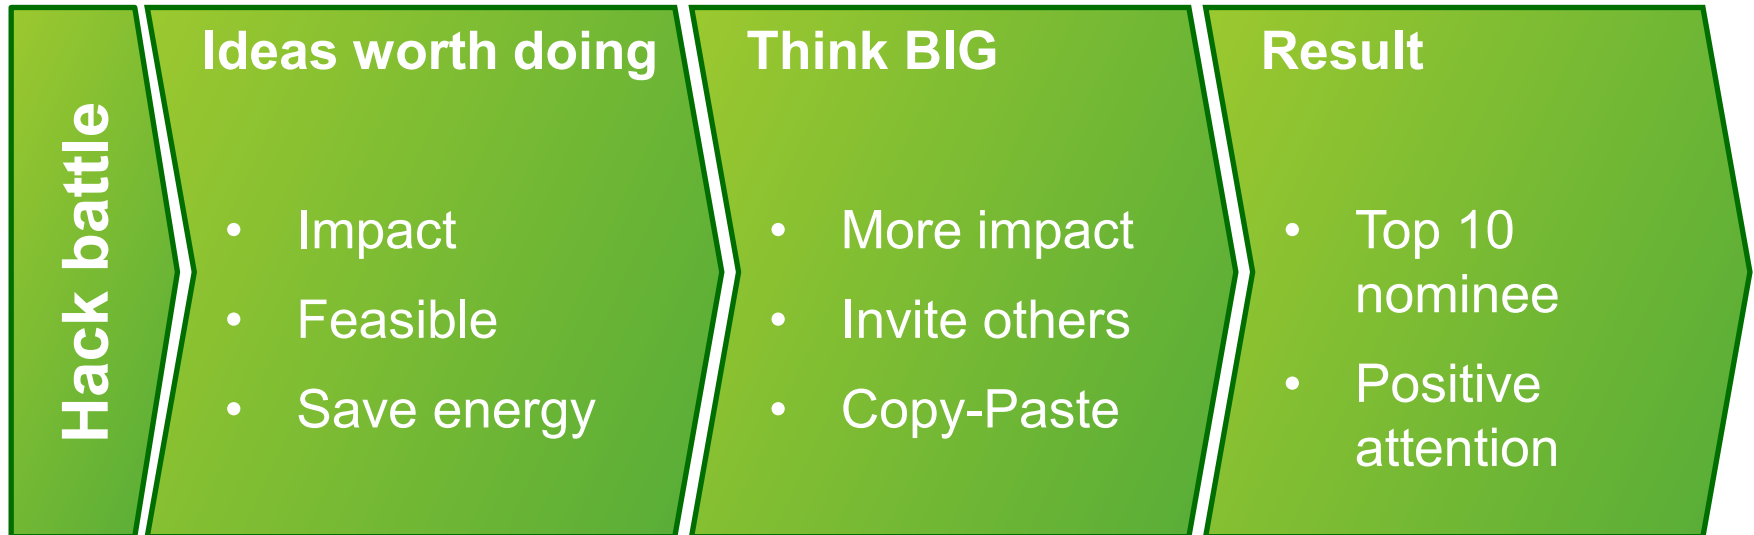 Hack battle
Ideas worth doing
• Impact
• Feasible
• Save energy
Think BIG
• More impact
• Invite others
• Copy-Paste
Result
• Top 10
nominee
• Positive
attention